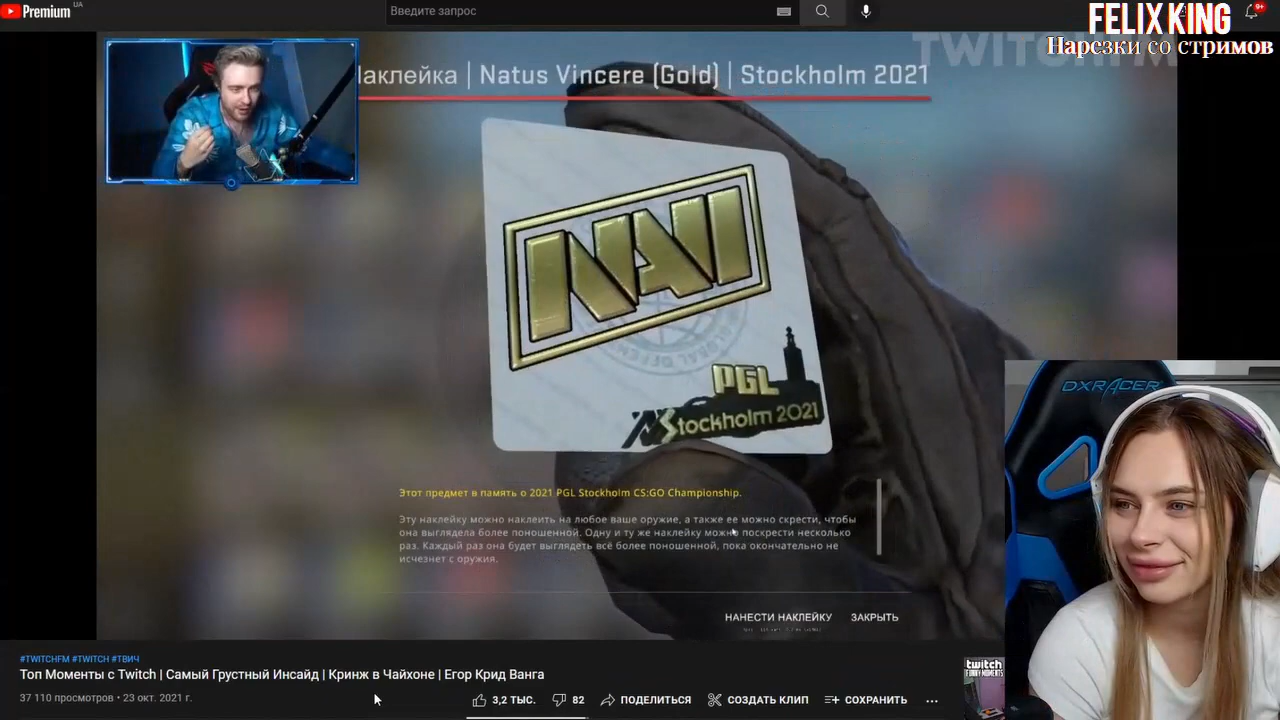 Premium
UA
Введите запрос
9+
FELIX KING
Нарезки со стримов
TWITCHFM
Наклейка | Natus Vincere (Gold) | Stockholm 2021
NAVI
PGL
Stockholm 2021
DXRACER
Этот предмет в память о 2021 PGL Stockholm CS:GO Championship.
Эту наклейку можно наклеить на любое ваше оружие, а также ее можно скрести, чтобы
она выглядела более поношенной. Одну и ту же наклейку можно поскрести несколько
раз. Каждый раз она будет выглядеть всё более поношенной, пока окончательно не
исчезнет с оружия.
НАНЕСТИ НАКЛЕЙКУ
ЗАКРЫТЬ
#TWITCHFM #TWITCH #ТВИЧ
Топ Моменты с Twitch | Самый Грустный Инсайд | Кринж в Чайхоне | Егор Крид Ванга
37 110 просмотров • 23 окт. 2021 г.
3,2 ТЫС.
82
ПОДЕЛИТЬСЯ
СОЗДАТЬ КЛИП
СОХРАНИТЬ
twitch
FUNNY MOMENTS